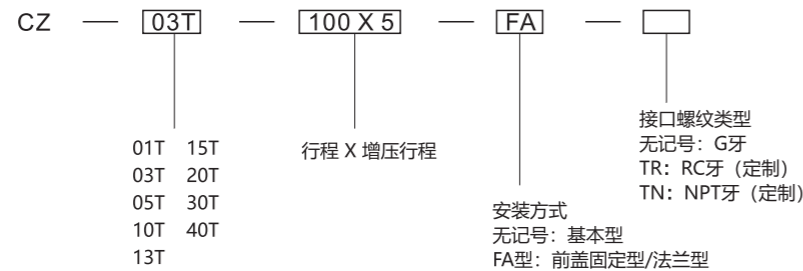 CZ — 03T — 100 X 5 — FA —
01T 15T
03T 20T
05T 30T
10T 40T
13T
行程 X 增压行程
安装方式
无记号：基本型
FA型：前盖固定型/法兰型
接口螺纹类型
无记号：G牙
TR：RC牙（定制）
TN：NPT牙（定制）